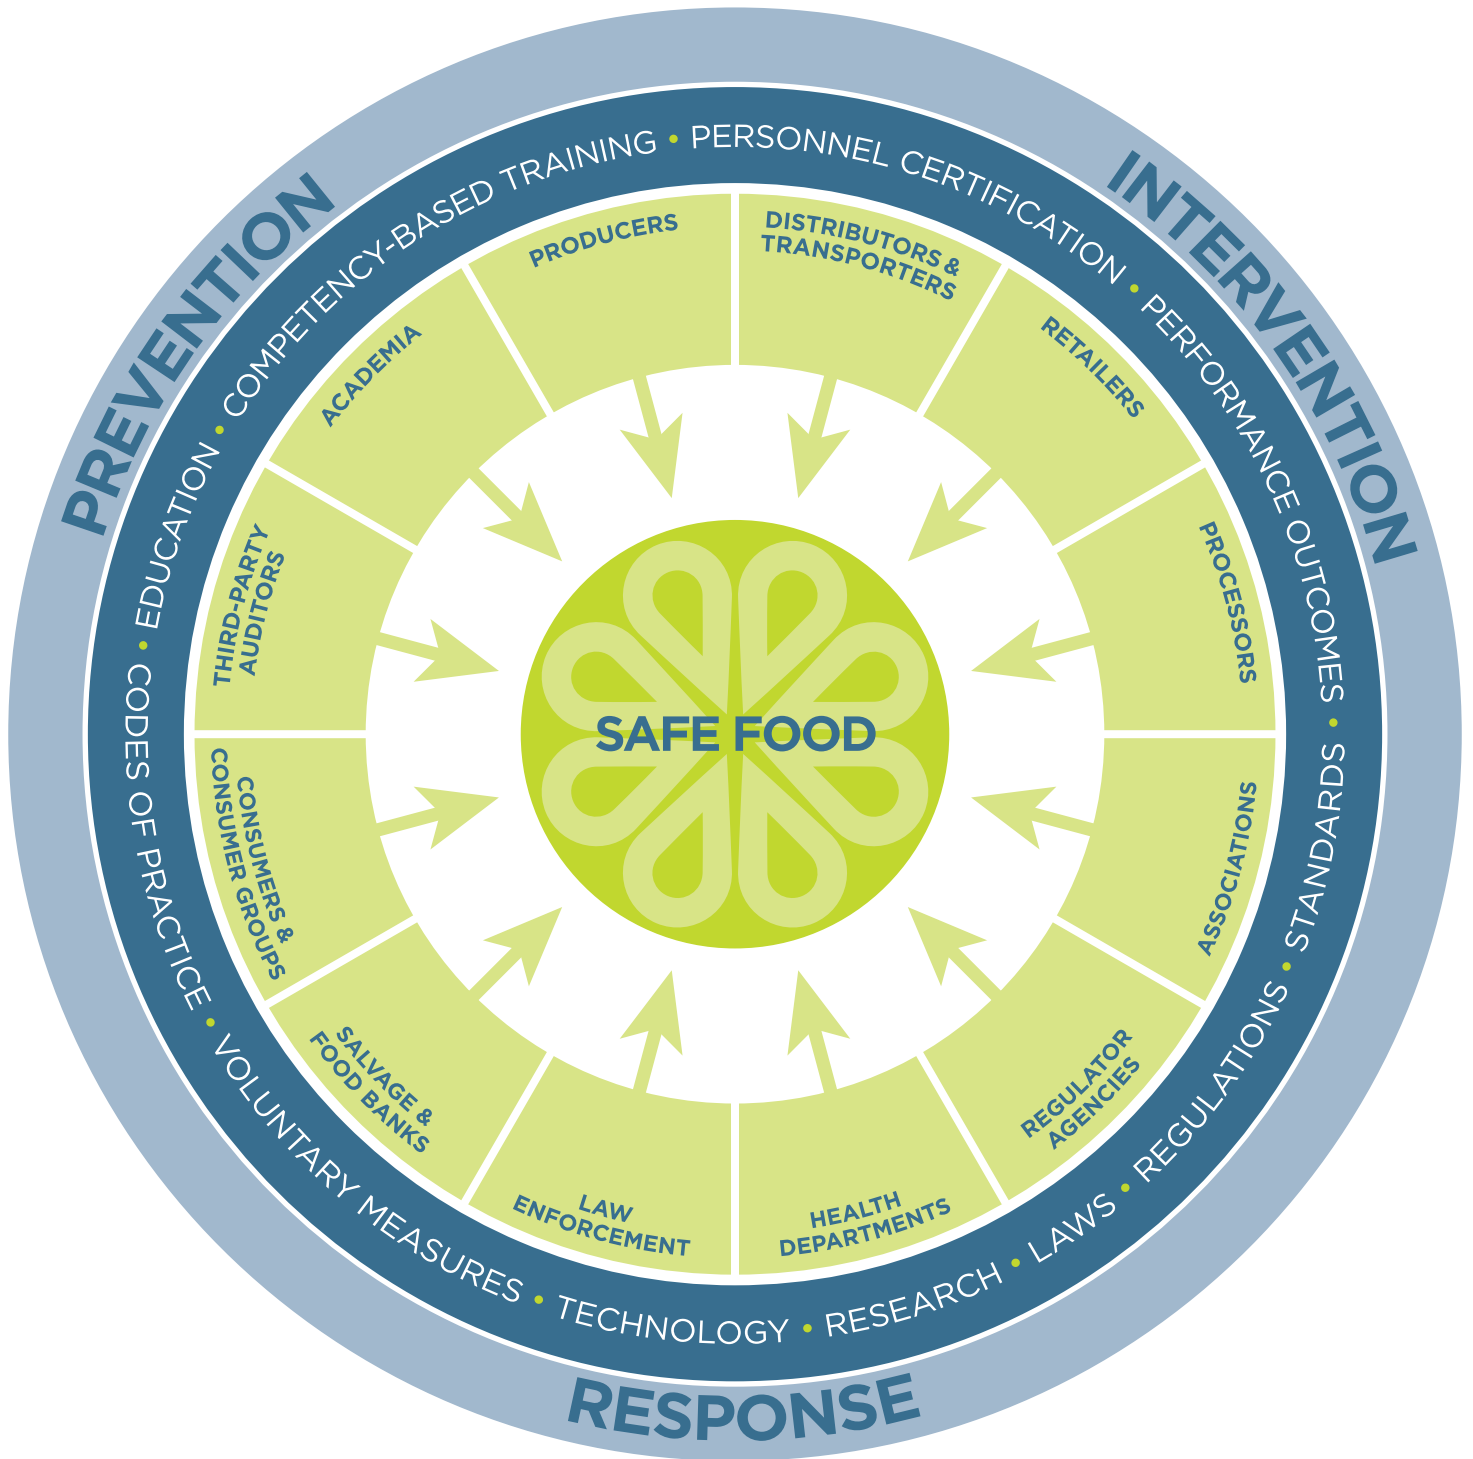 PREVENTION
INTERVENTION
RESPONSE
COMPETENCY-BASED TRAINING • PERSONNEL CERTIFICATION • PERFORMANCE OUTCOMES • STANDARDS • REGULATIONS • LAWS • RESEARCH • TECHNOLOGY • VOLUNTARY MEASURES • CODES OF PRACTICE • EDUCATION •
PRODUCERS
DISTRIBUTORS &
TRANSPORTERS
RETAILERS
PROCESSORS
ASSOCIATIONS
REGULATOR
AGENCIES
HEALTH
DEPARTMENTS
LAW
ENFORCEMENT
SALVAGE &
FOOD BANKS
CONSUMERS &
CONSUMER GROUPS
THIRD-PARTY
AUDITORS
ACADEMIA
SAFE FOOD